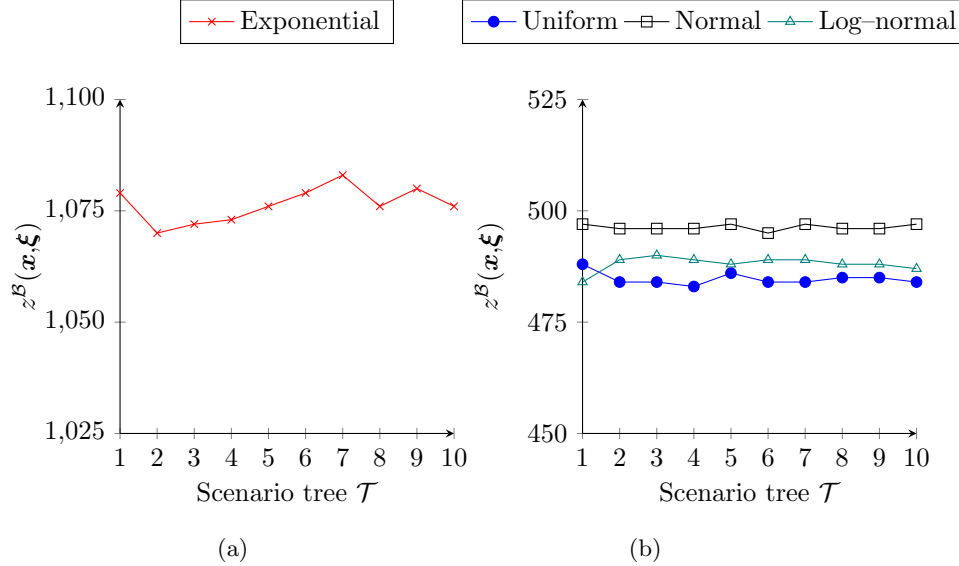 Exponential
Uniform Normal Log–normal
1,100
1,075
1,050
1,025
z^B(x,ξ)
1 2 3 4 5 6 7 8 9 10
Scenario tree T
(a)
525
500
475
450
z^B(x,ξ)
1 2 3 4 5 6 7 8 9 10
Scenario tree T
(b)